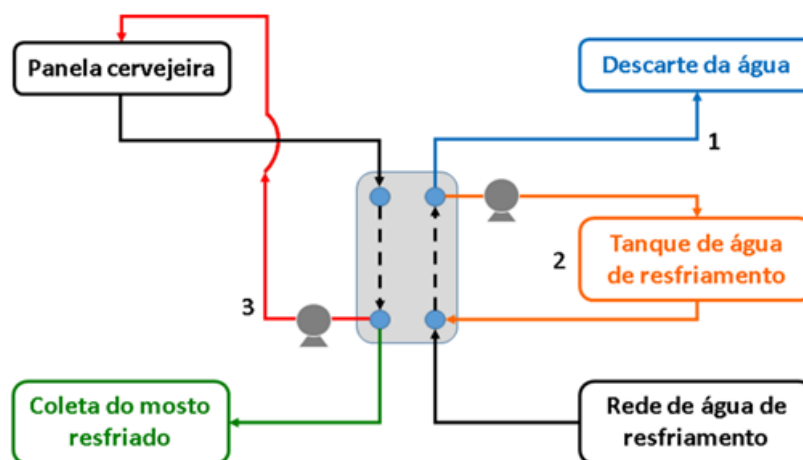 Panela cervejeira
Descarte da água
1
2
Tanque de água
de resfriamento
3
Coleta do mosto
resfriado
Rede de água de
resfriamento